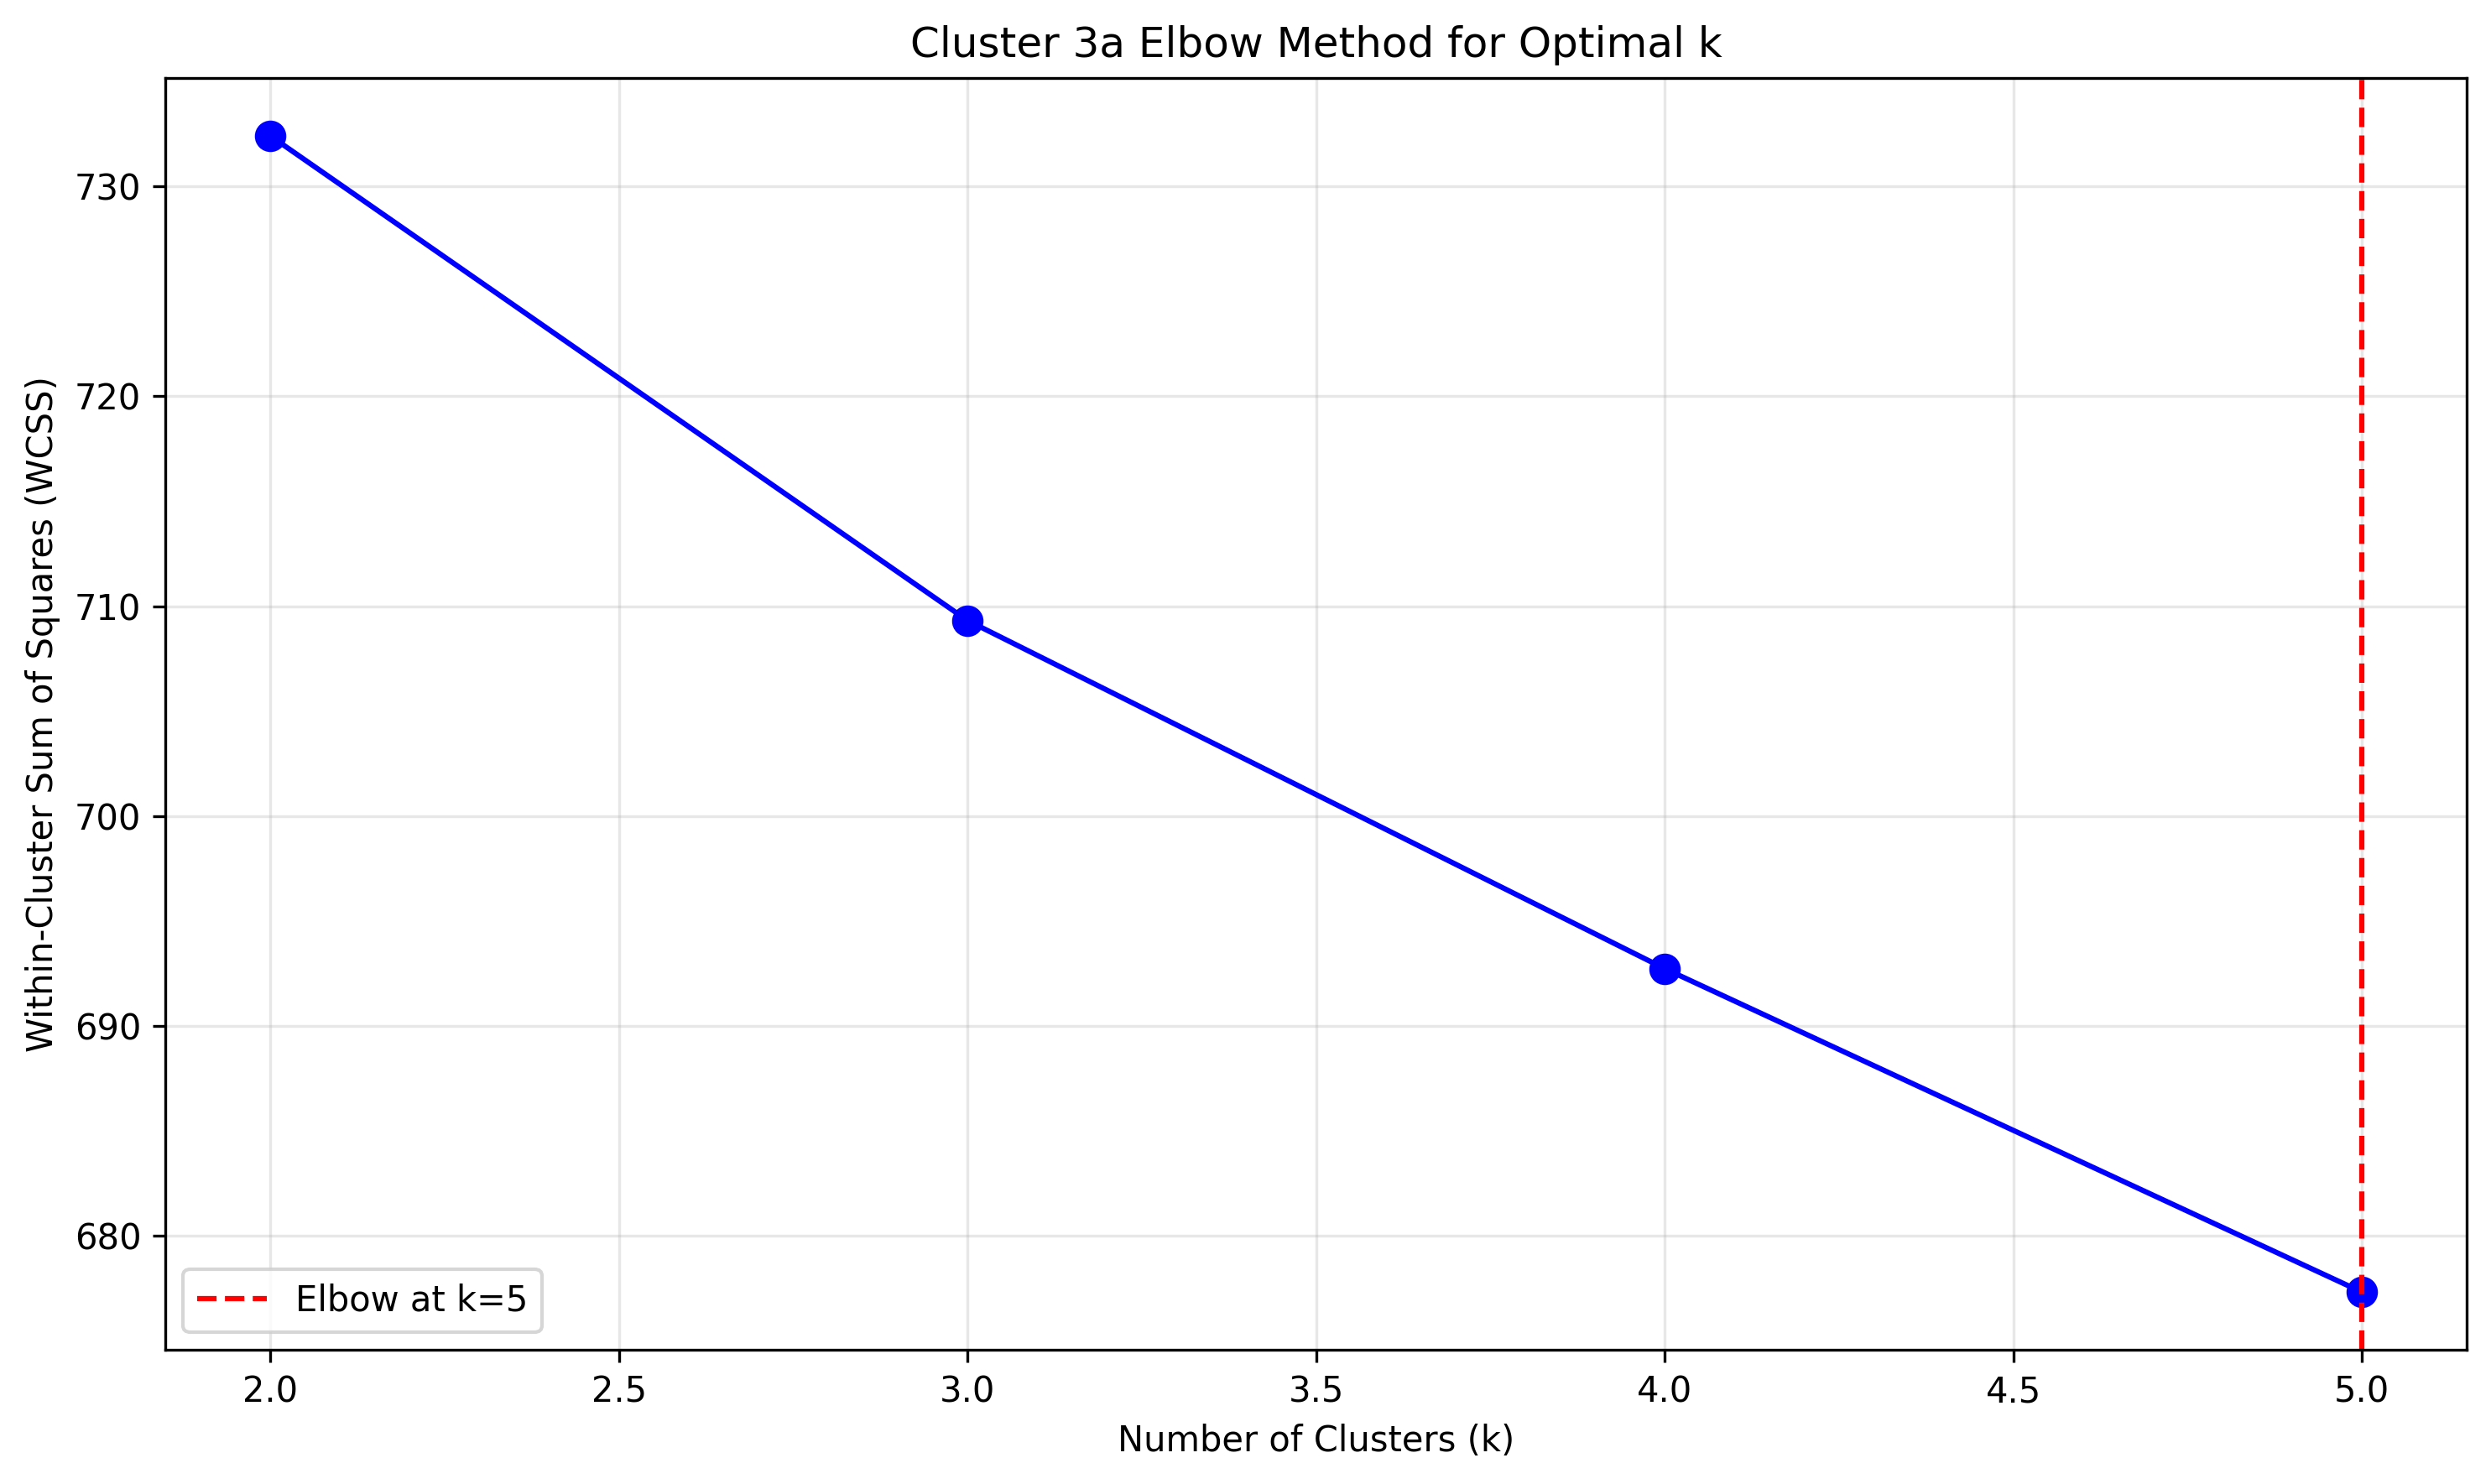 Cluster 3a Elbow Method for Optimal k
Within-Cluster Sum of Squares (WCSS)
730
720
710
700
690
680
Elbow at k=5
2.0 2.5 3.0 3.5 4.0 4.5 5.0
Number of Clusters (k)